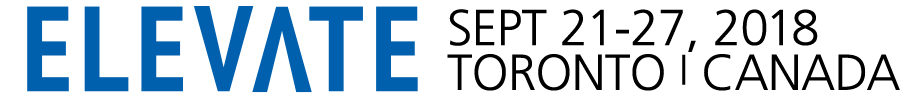 ELEVATE
SEPT 21-27, 2018
TORONTO | CANADA